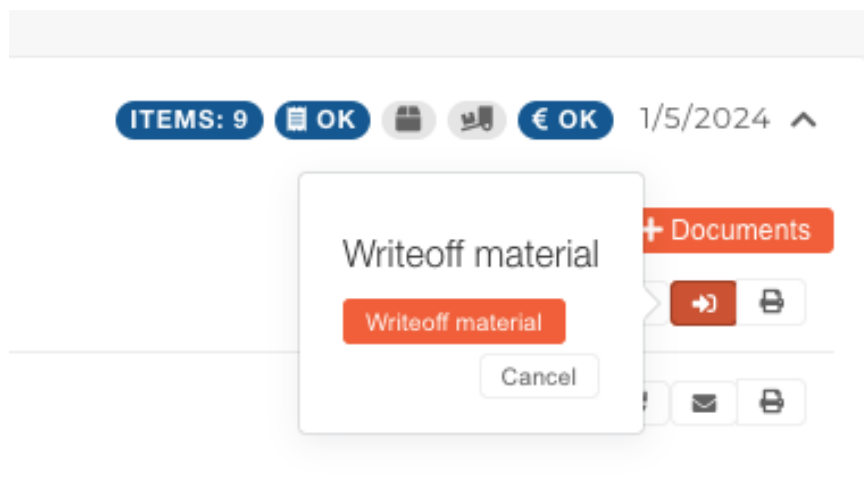 ITEMS: 9 OK € OK 1/5/2024
Writeoff material
+ Documents
Writeoff material
Cancel